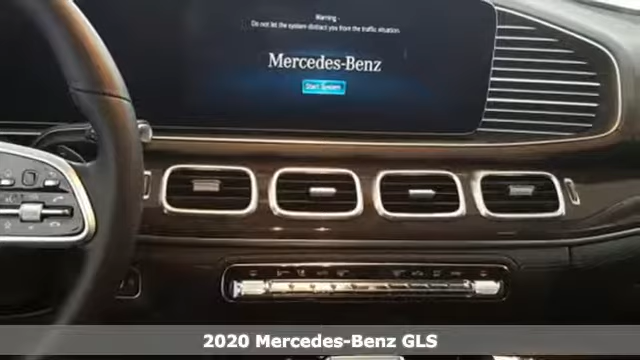 Warning -
Do not let the system distract you from the traffic situation.
Mercedes-Benz
Start System
2020 Mercedes-Benz GLS